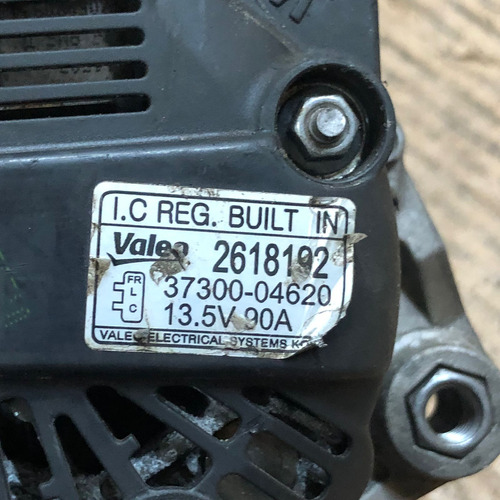 I.C REG. BUILT IN
Valeo 2618192
FR
L
C
37300-04620
13.5V 90A
VALEO ELECTRICAL SYSTEMS